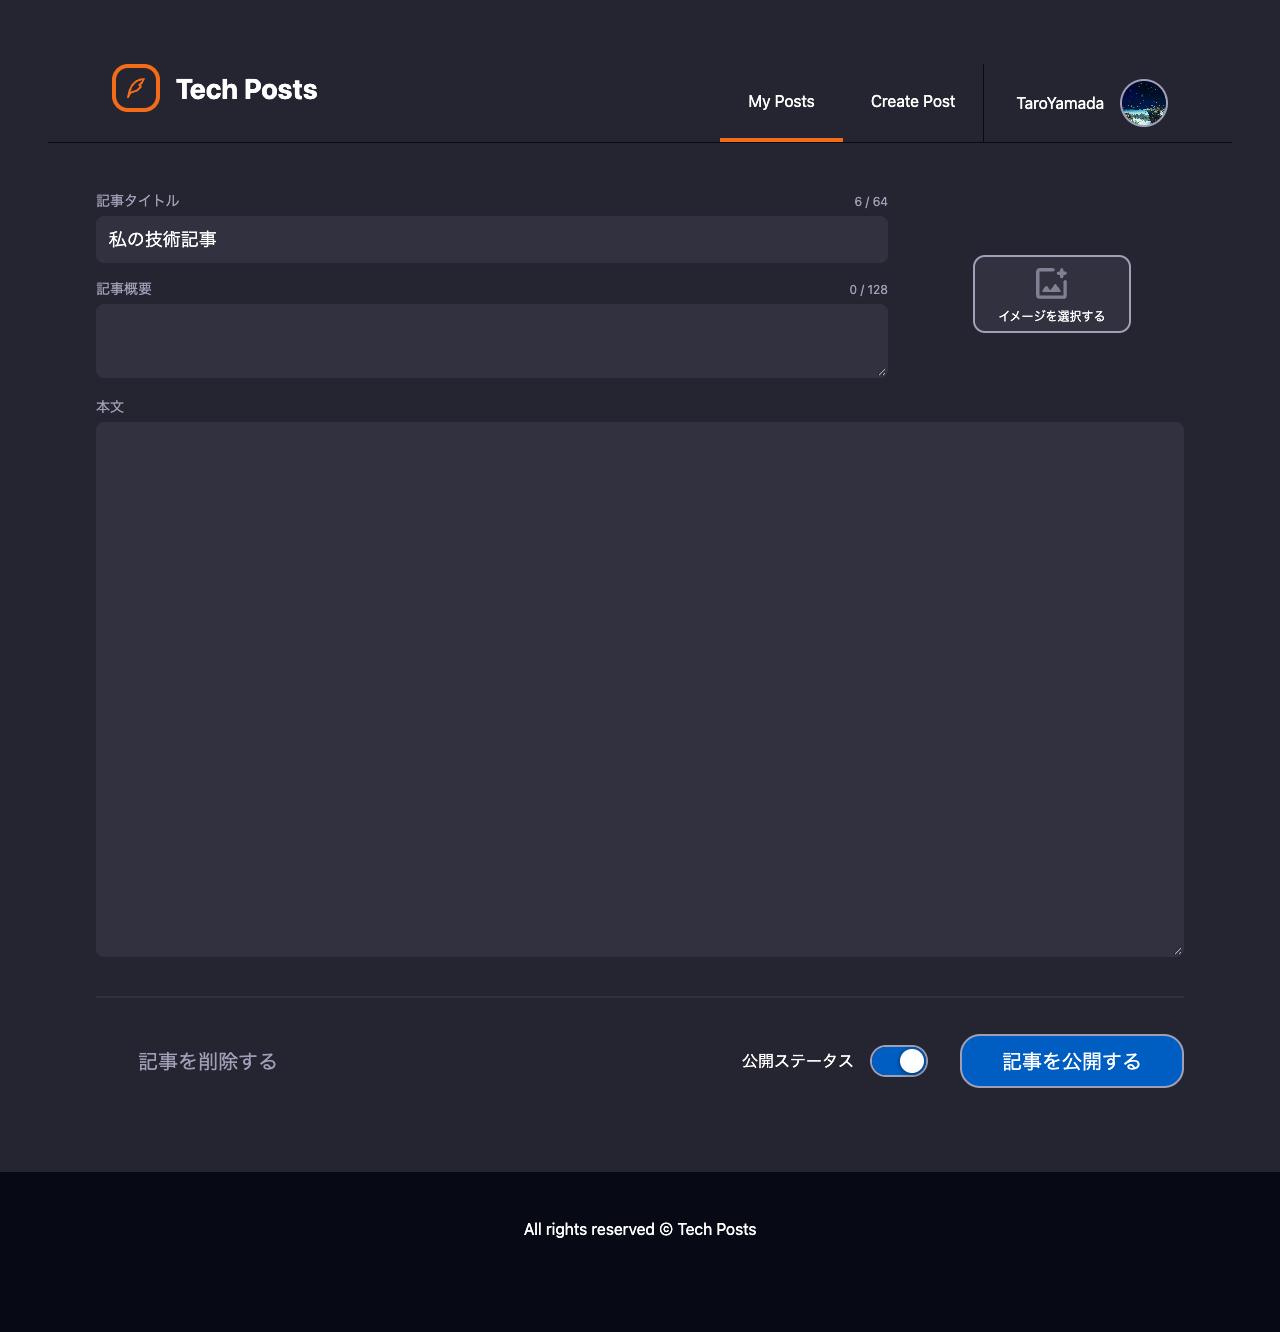 Tech Posts
My Posts
Create Post
TaroYamada
記事タイトル
6 / 64
私の技術記事
記事概要
0 / 128
イメージを選択する
本文
記事を削除する
公開ステータス
記事を公開する
All rights reserved © Tech Posts